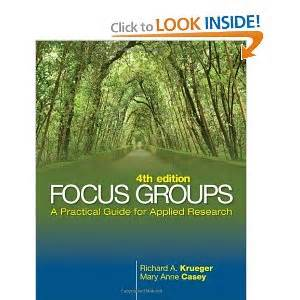 Click to LOOK INSIDE!
4th edition
FOCUS GROUPS
A Practical Guide for Applied Research
Richard A. Krueger
Mary Anne Casey